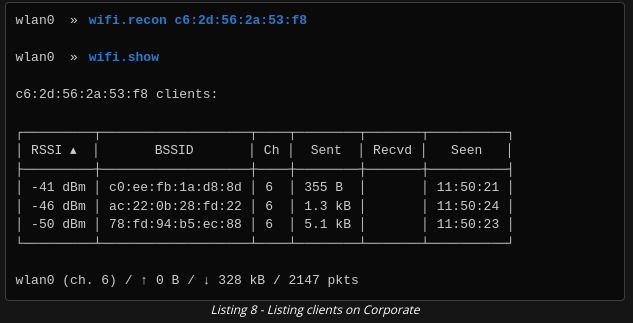 wlan0 » wifi.recon c6:2d:56:2a:53:f8
wlan0 » wifi.show
c6:2d:56:2a:53:f8 clients:
RSSI ▲ BSSID Ch Sent Recvd Seen
-41 dBm c0:ee:fb:1a:d8:8d 6 355 B 11:50:21
-46 dBm ac:22:0b:28:fd:22 6 1.3 kB 11:50:24
-50 dBm 78:fd:94:b5:ec:88 6 5.1 kB 11:50:23
wlan0 (ch. 6) / ↑ 0 B / ↓ 328 kB / 2147 pkts
Listing 8 - Listing clients on Corporate